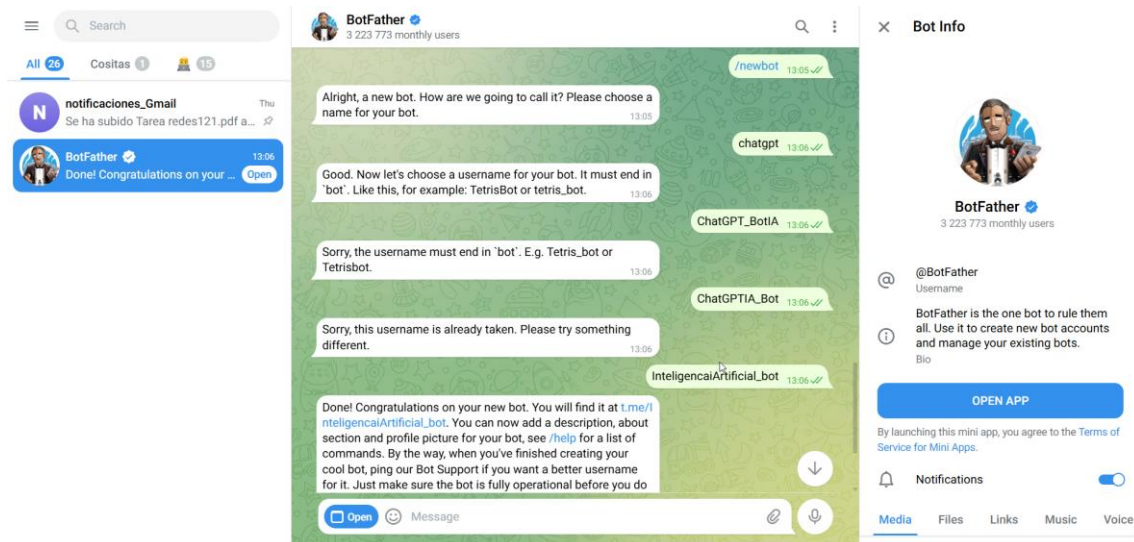 Search
All 26
Cositas 1
15
N
notificaciones_Gmail
Thu
Se ha subido Tarea redes121.pdf a...
BotFather
13:06
Done! Congratulations on your ...
Open
BotFather
3 223 773 monthly users
/newbot 13:05
Alright, a new bot. How are we going to call it? Please choose a
name for your bot.
13:05
chatgpt 13:06
Good. Now let's choose a username for your bot. It must end in
`bot`. Like this, for example: TetrisBot or tetris_bot.
13:06
ChatGPT_BotIA 13:06
Sorry, the username must end in `bot`. E.g. Tetris_bot or
Tetrisbot.
13:06
ChatGPTIA_Bot 13:06
Sorry, this username is already taken. Please try something
different.
13:06
InteligencaiArtificial_bot 13:06
Done! Congratulations on your new bot. You will find it at t.me/I
nteligencaiArtificial_bot. You can now add a description, about
section and profile picture for your bot, see /help for a list of
commands. By the way, when you've finished creating your
cool bot, ping our Bot Support if you want a better username
for it. Just make sure the bot is fully operational before you do
Open
Message
Bot Info
BotFather
3 223 773 monthly users
@BotFather
Username
BotFather is the one bot to rule them
all. Use it to create new bot accounts
and manage your existing bots.
Bio
OPEN APP
By launching this mini app, you agree to the Terms of
Service for Mini Apps.
Notifications
Media
Files
Links
Music
Voice